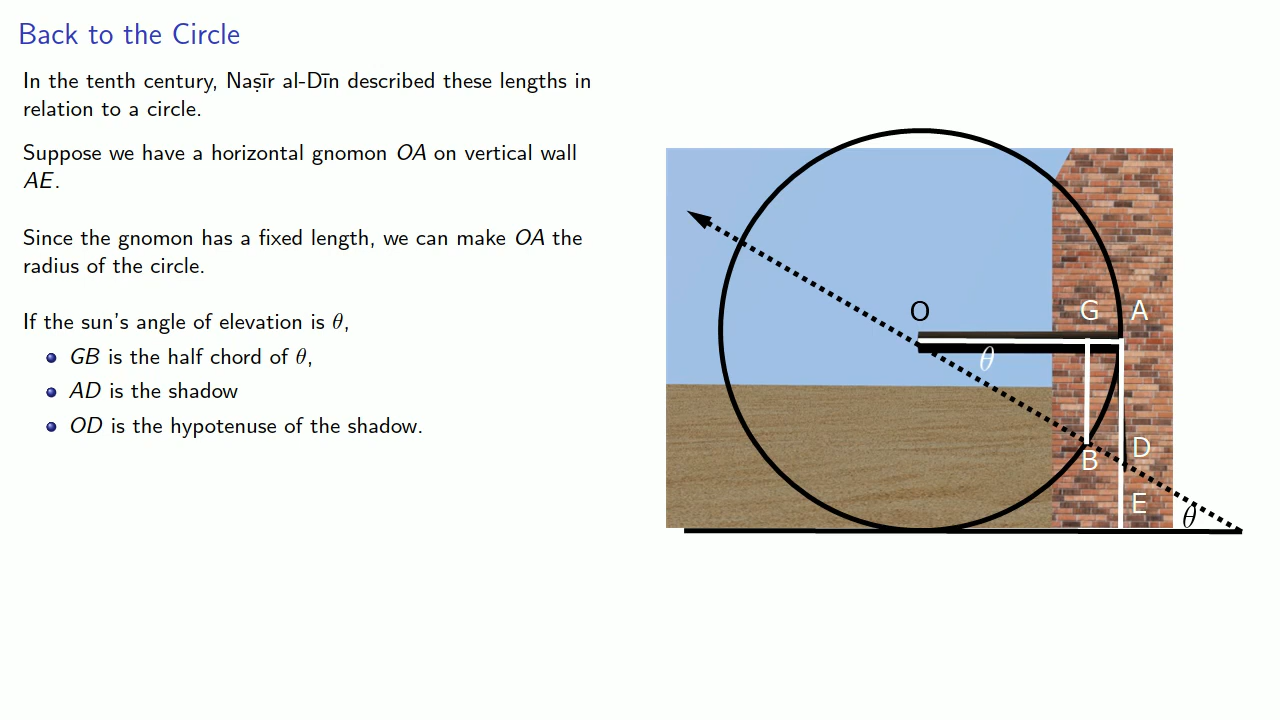 Back to the Circle
In the tenth century, Naṣīr al-Dīn described these lengths in
relation to a circle.
Suppose we have a horizontal gnomon OA on vertical wall
AE.
Since the gnomon has a fixed length, we can make OA the
radius of the circle.
If the sun's angle of elevation is θ,
GB is the half chord of θ,
AD is the shadow
OD is the hypotenuse of the shadow.
O
G
A
θ
B
D
E
θ